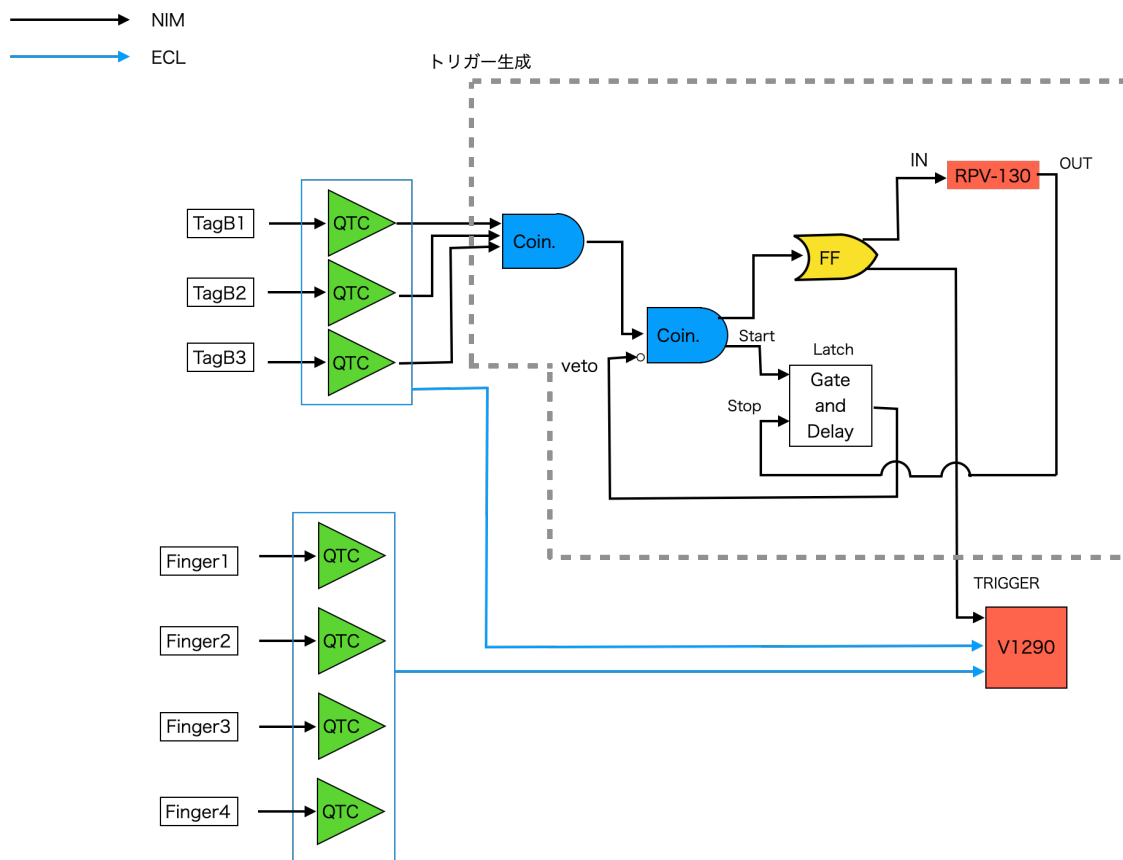 NIM
ECL
トリガー生成
IN
RPV-130
OUT
TagB1
QTC
Coin.
TagB2
QTC
FF
TagB3
QTC
Coin.
Start
veto
Latch
Gate
and
Delay
Stop
Finger1
QTC
Finger2
QTC
Finger3
QTC
Finger4
QTC
TRIGGER
V1290